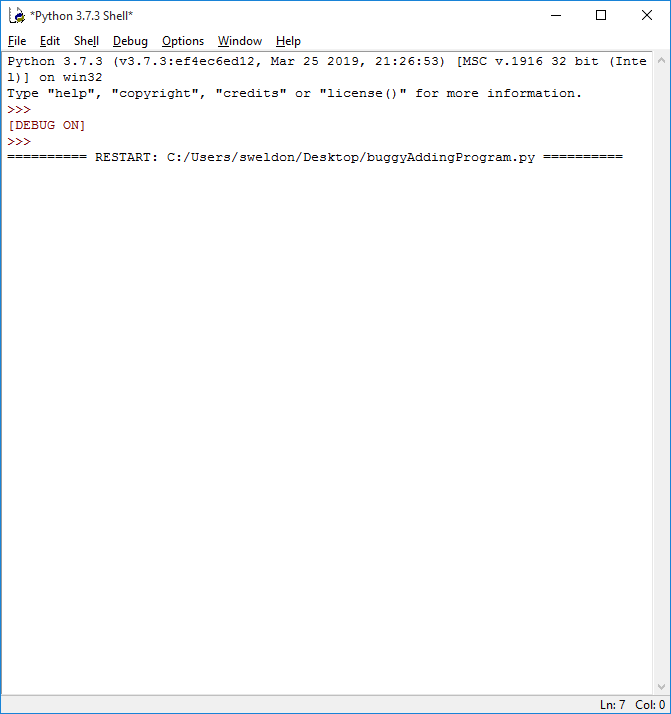 *Python 3.7.3 Shell*
File Edit Shell Debug Options Window Help
Python 3.7.3 (v3.7.3:ef4ec6ed12, Mar 25 2019, 21:26:53) [MSC v.1916 32 bit (Inte
l)] on win32
Type "help", "copyright", "credits" or "license()" for more information.
>>>
[DEBUG ON]
>>>
========== RESTART: C:/Users/sweldon/Desktop/buggyAddingProgram.py ==========
Ln: 7 Col: 0